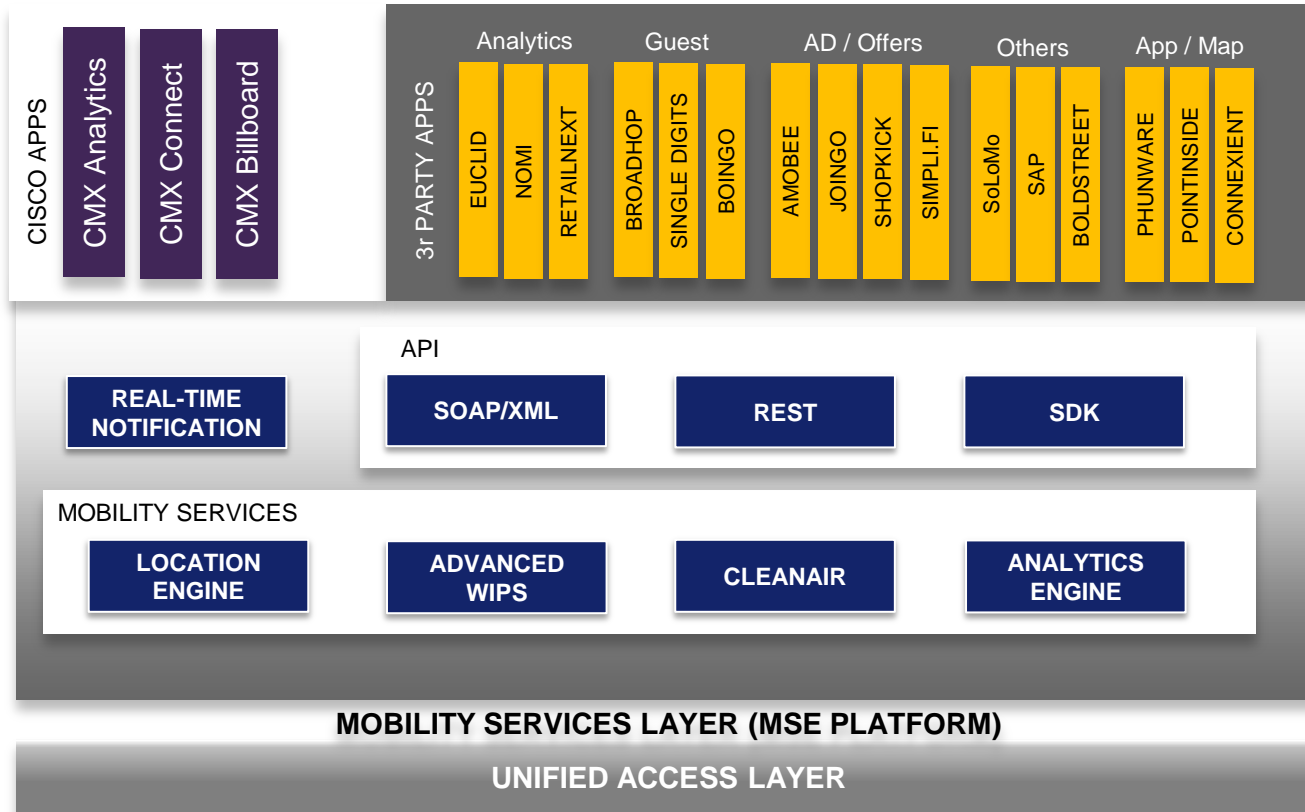 CISCO APPS
CMX Analytics
CMX Connect
CMX Billboard
3r PARTY APPS
Analytics
EUCLID
NOMI
RETAILNEXT
Guest
BROADHOP
SINGLE DIGITS
BOINGO
AD / Offers
AMOBEE
JOINGO
SHOPKICK
SIMPLI.FI
Others
SoLoMo
SAP
BOLDSTREET
App / Map
PHUNWARE
POINTINSIDE
CONNEXIENT
REAL-TIME
NOTIFICATION
API
SOAP/XML
REST
SDK
MOBILITY SERVICES
LOCATION
ENGINE
ADVANCED
WIPS
CLEANAIR
ANALYTICS
ENGINE
MOBILITY SERVICES LAYER (MSE PLATFORM)
UNIFIED ACCESS LAYER